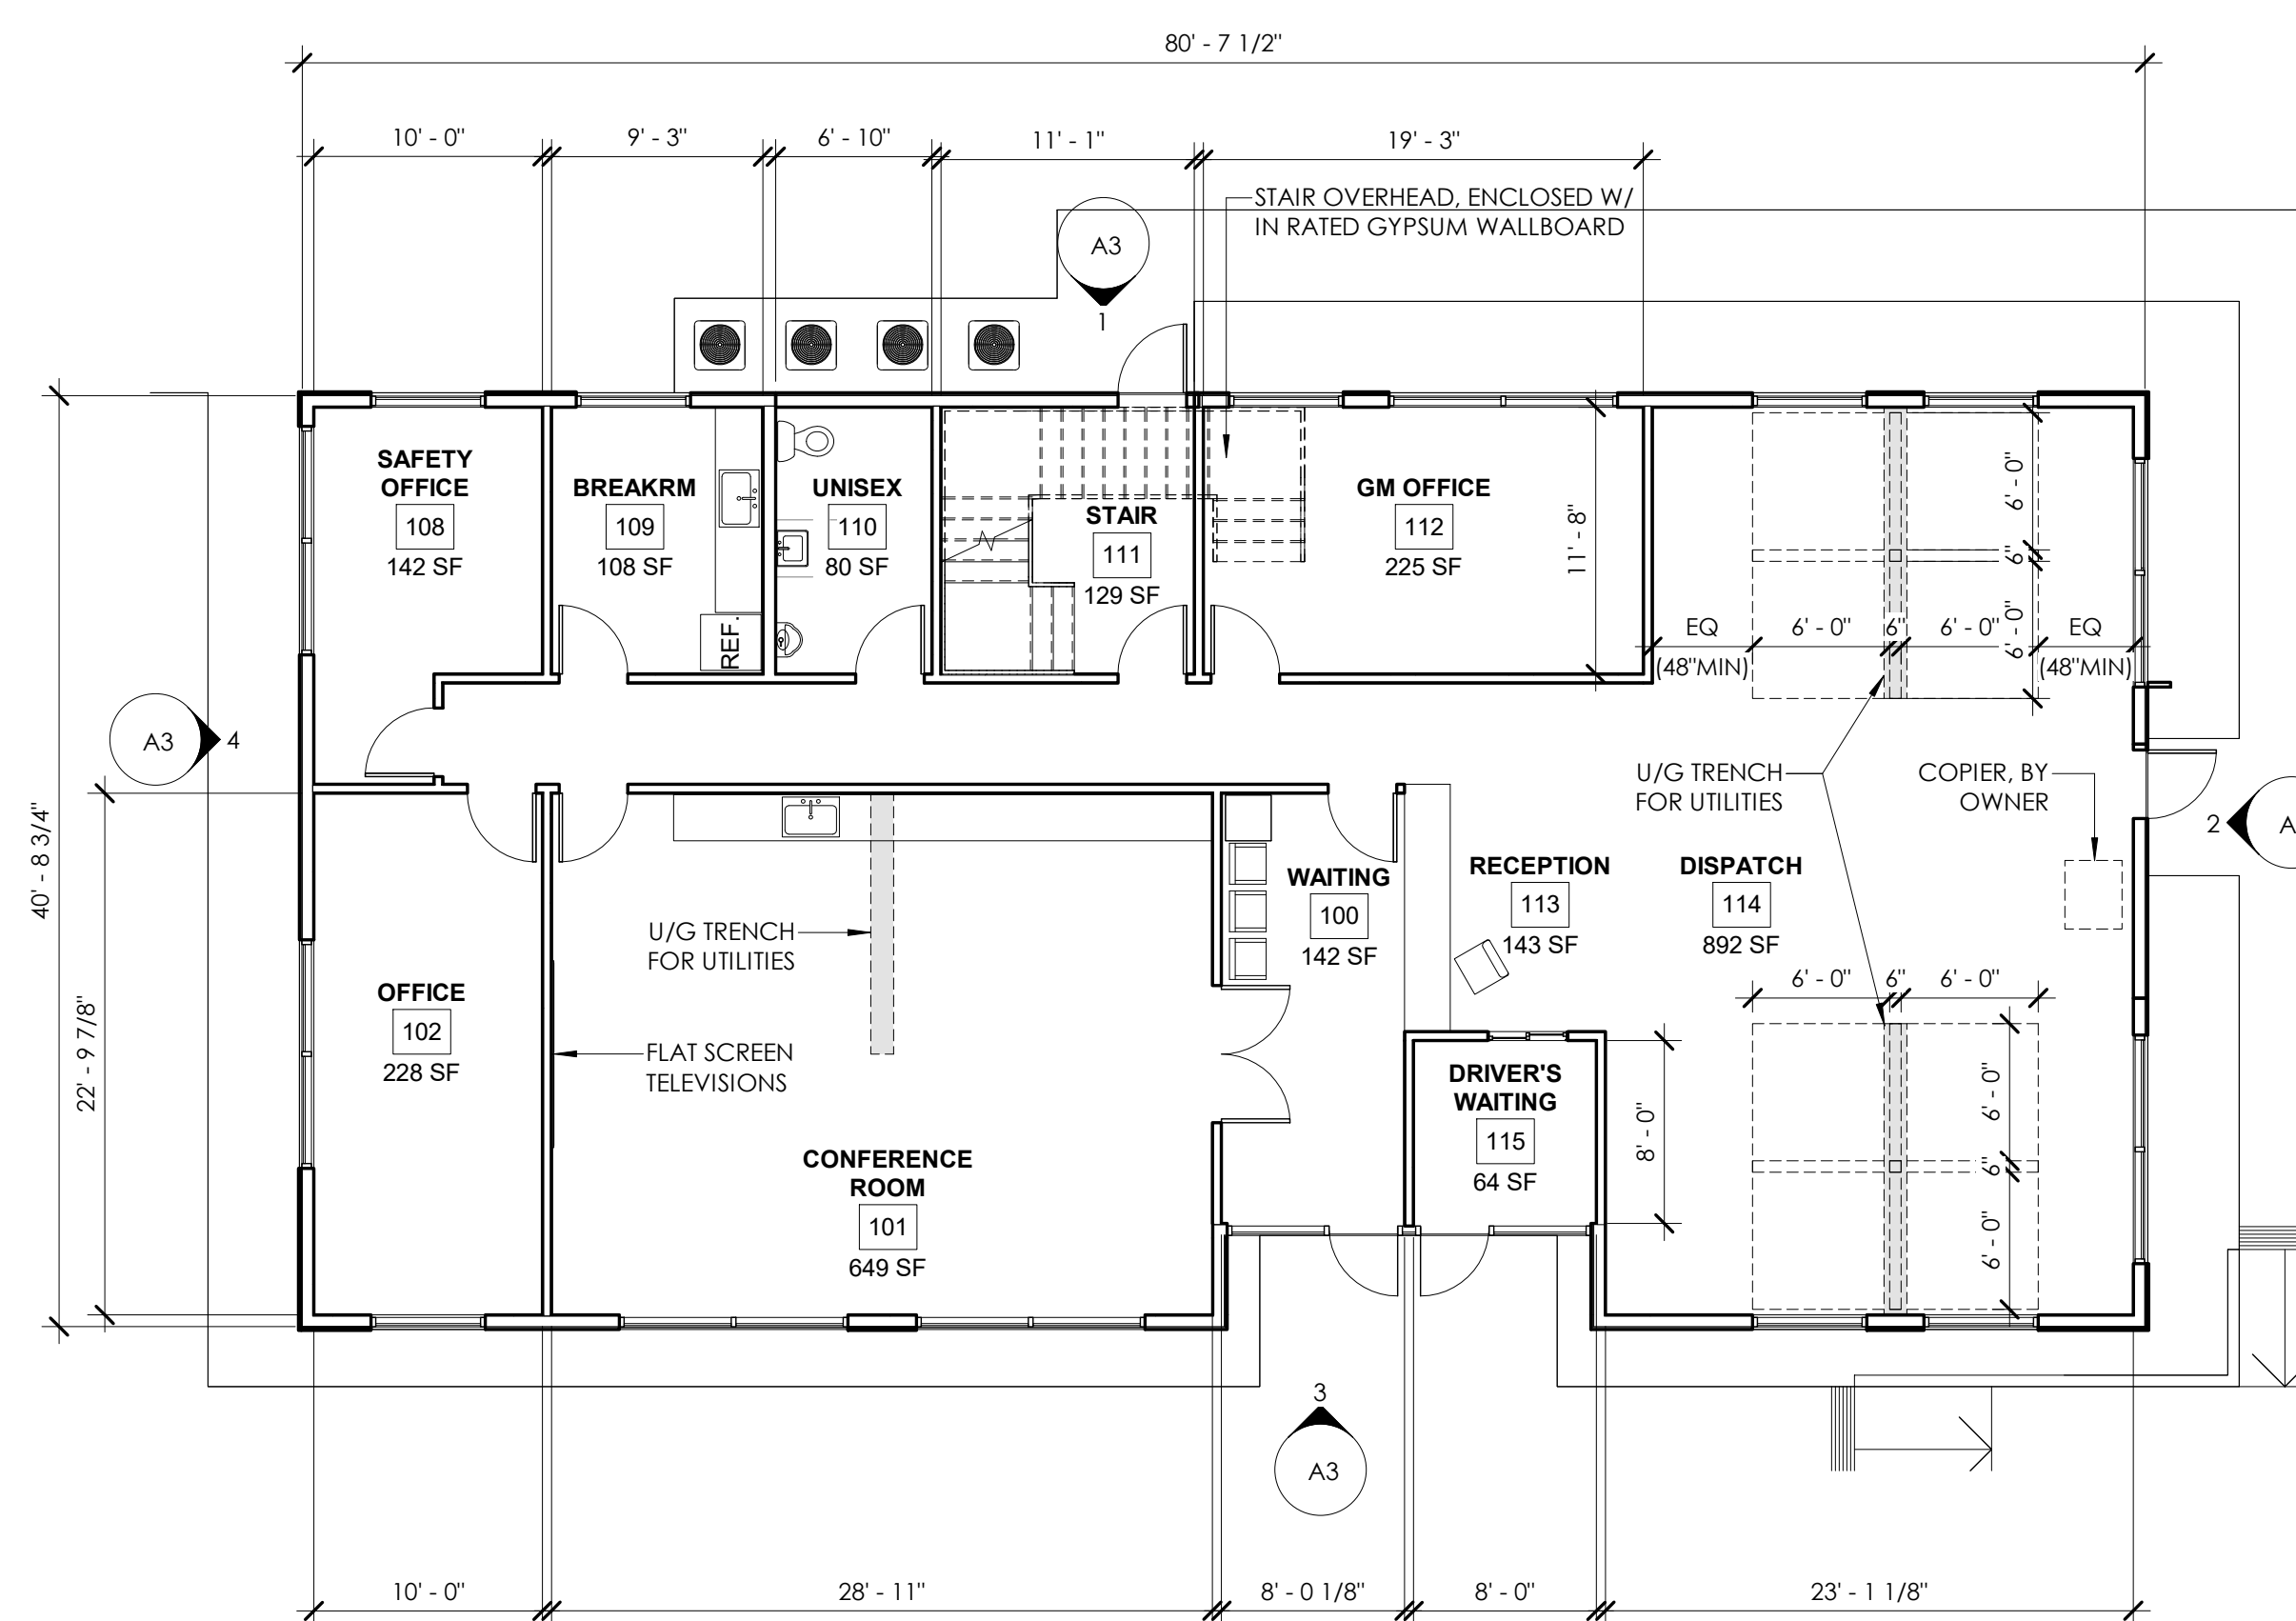 80' - 7 1/2"
10' - 0"
9' - 3"
6' - 10"
11' - 1"
19' - 3"
STAIR OVERHEAD, ENCLOSED W/
IN RATED GYPSUM WALLBOARD
A3
1
SAFETY
OFFICE
108
142 SF
BREAKRM
109
108 SF
REF.
UNISEX
110
80 SF
STAIR
111
129 SF
GM OFFICE
112
225 SF
11' - 8"
6' - 0"
6"
6' - 0"
EQ
6' - 0"
6"
6' - 0"
EQ
(48"MIN)
(48"MIN)
A3
4
40' - 8 3/4"
22' - 9 7/8"
U/G TRENCH
FOR UTILITIES
COPIER, BY
OWNER
2
A
WAITING
100
142 SF
RECEPTION
113
143 SF
DISPATCH
114
892 SF
U/G TRENCH
FOR UTILITIES
FLAT SCREEN
TELEVISIONS
OFFICE
102
228 SF
CONFERENCE
ROOM
101
649 SF
DRIVER'S
WAITING
115
64 SF
8' - 0"
6' - 0"
6"
6' - 0"
6' - 0"
6"
6' - 0"
3
A3
10' - 0"
28' - 11"
8' - 0 1/8"
8' - 0"
23' - 1 1/8"